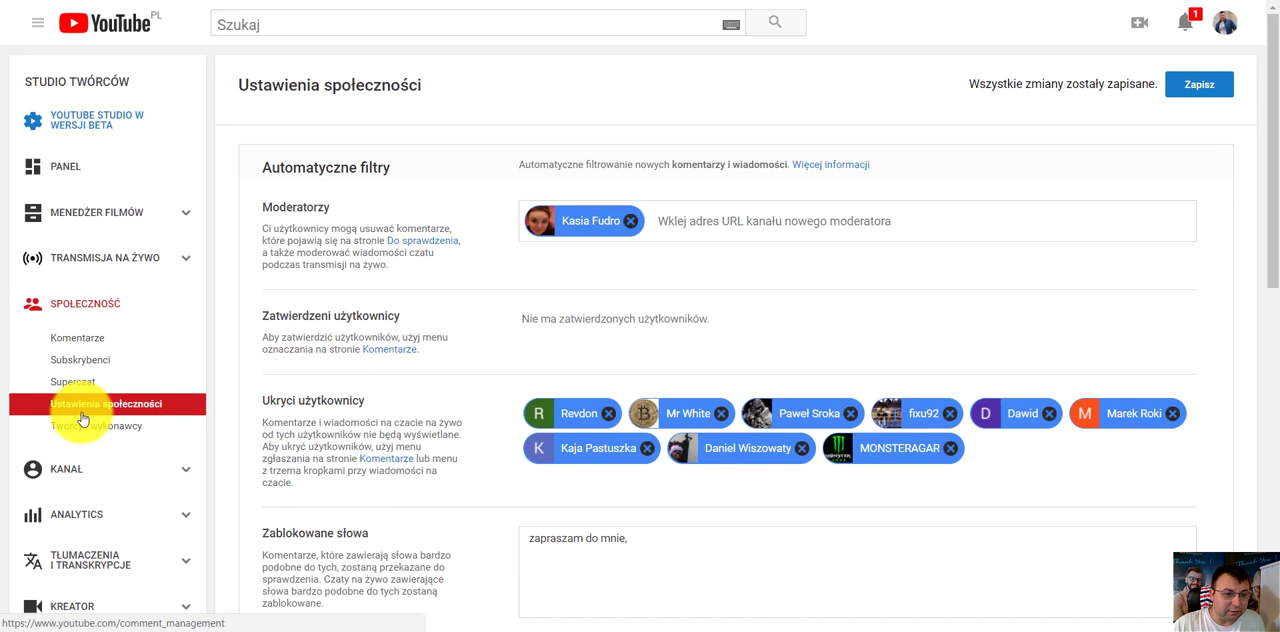 YouTube PL
Szukaj
1
STUDIO TWÓRCÓW
YOUTUBE STUDIO W
WERSJI BETA
PANEL
MENEDŻER FILMÓW
TRANSMISJA NA ŻYWO
SPOŁECZNOŚĆ
Komentarze
Subskrybenci
Superczat
Ustawienia społeczności
Twórcy i wykonawcy
KANAŁ
ANALYTICS
TŁUMACZENIA
I TRANSKRYPCJE
KREATOR
https://www.youtube.com/comment_management
Ustawienia społeczności
Wszystkie zmiany zostały zapisane.
Zapisz
Automatyczne filtry
Automatyczne filtrowanie nowych komentarzy i wiadomości. Więcej informacji
Moderatorzy
Ci użytkownicy mogą usuwać komentarze,
które pojawią się na stronie Do sprawdzenia,
a także moderować wiadomości czatu
podczas transmisji na żywo.
Kasia Fudro
Wklej adres URL kanału nowego moderatora
Zatwierdzeni użytkownicy
Aby zatwierdzić użytkowników, użyj menu
oznaczania na stronie Komentarze.
Nie ma zatwierdzonych użytkowników.
Ukryci użytkownicy
Komentarze i wiadomości na czacie na żywo
od tych użytkowników nie będą wyświetlane.
Aby ukryć użytkowników, użyj menu
zgłaszania na stronie Komentarze lub menu
z trzema kropkami przy wiadomości na
czacie.
R Revdon Mr White Paweł Sroka fixu92 D Dawid M Marek Roki
K Kaja Pastuszka Daniel Wiszowaty MONSTERAGAR
Zablokowane słowa
Komentarze, które zawierają słowa bardzo
podobne do tych, zostaną przekazane do
sprawdzenia. Czaty na żywo zawierające
słowa bardzo podobne do tych zostaną
zablokowane.
zapraszam do mnie,